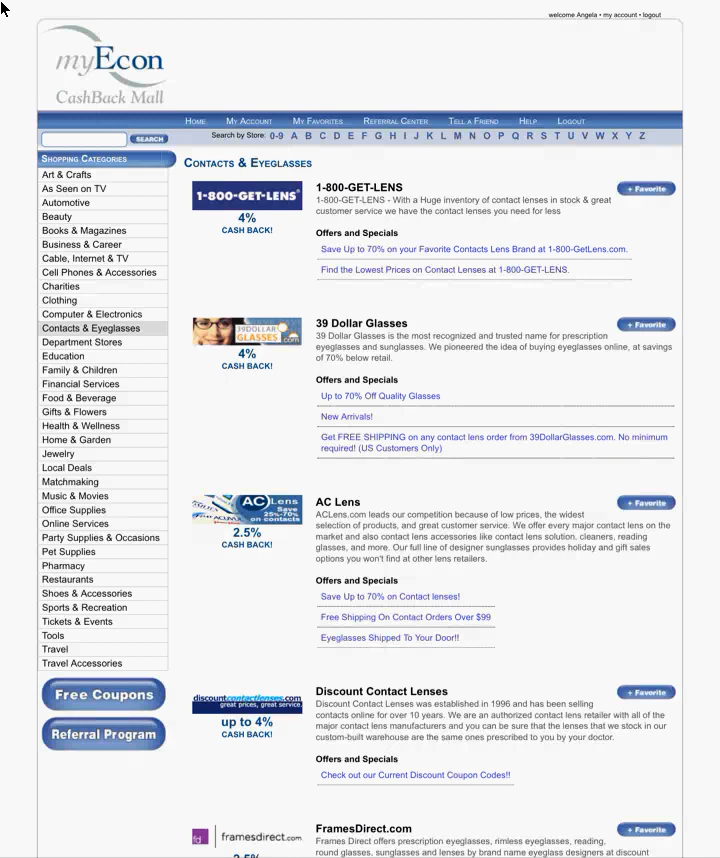 welcome Angela • my account • logout
myEcon
CashBack Mall
Home My Account My Favorites Referral Center Tell a Friend Help Logout
SEARCH
Search by Store: 0-9 A B C D E F G H I J K L M N O P Q R S T U V W X Y Z
Shopping Categories
Art & Crafts
As Seen on TV
Automotive
Beauty
Books & Magazines
Business & Career
Cable, Internet & TV
Cell Phones & Accessories
Charities
Clothing
Computer & Electronics
Contacts & Eyeglasses
Department Stores
Education
Family & Children
Financial Services
Food & Beverage
Gifts & Flowers
Health & Wellness
Home & Garden
Jewelry
Local Deals
Matchmaking
Music & Movies
Office Supplies
Online Services
Party Supplies & Occasions
Pet Supplies
Pharmacy
Restaurants
Shoes & Accessories
Sports & Recreation
Tickets & Events
Tools
Travel
Travel Accessories
Free Coupons
Referral Program
Contacts & Eyeglasses
1-800-GET-LENS
4%
CASH BACK!
1-800-GET-LENS
+ Favorite
1-800-GET-LENS - With a Huge inventory of contact lenses in stock & great
customer service we have the contact lenses you need for less
Offers and Specials
Save Up to 70% on your Favorite Contacts Lens Brand at 1-800-GetLens.com.
Find the Lowest Prices on Contact Lenses at 1-800-GET-LENS.
39DOLLAR
GLASSES
.com
4%
CASH BACK!
39 Dollar Glasses
+ Favorite
39 Dollar Glasses is the most recognized and trusted name for prescription
eyeglasses and sunglasses. We pioneered the idea of buying eyeglasses online, at savings
of 70% below retail.
Offers and Specials
Up to 70% Off Quality Glasses
New Arrivals!
Get FREE SHIPPING on any contact lens order from 39DollarGlasses.com. No minimum
required! (US Customers Only)
AC Lens
Save
25%-70%
on contacts
2.5%
CASH BACK!
AC Lens
+ Favorite
ACLens.com leads our competition because of low prices, the widest
selection of products, and great customer service. We offer every major contact lens on the
market and also contact lens accessories like contact lens solution, cleaners, reading
glasses, and more. Our full line of designer sunglasses provides holiday and gift sales
options you won't find at other lens retailers.
Offers and Specials
Save Up to 70% on Contact lenses!
Free Shipping On Contact Orders Over $99
Eyeglasses Shipped To Your Door!!
discountcontactlenses.com
great prices, great service.
up to 4%
CASH BACK!
Discount Contact Lenses
+ Favorite
Discount Contact Lenses was established in 1996 and has been selling
contacts online for over 10 years. We are an authorized contact lens retailer with all of the
major contact lens manufacturers and you can be sure that the lenses that we stock in our
custom-built warehouse are the same ones prescribed to you by your doctor.
Offers and Specials
Check out our Current Discount Coupon Codes!!
fd framesdirect.com
FramesDirect.com
+ Favorite
Frames Direct offers prescription eyeglasses, rimless eyeglasses, reading,
round glasses, sunglasses and lenses by brand name eyeglass designers at discount